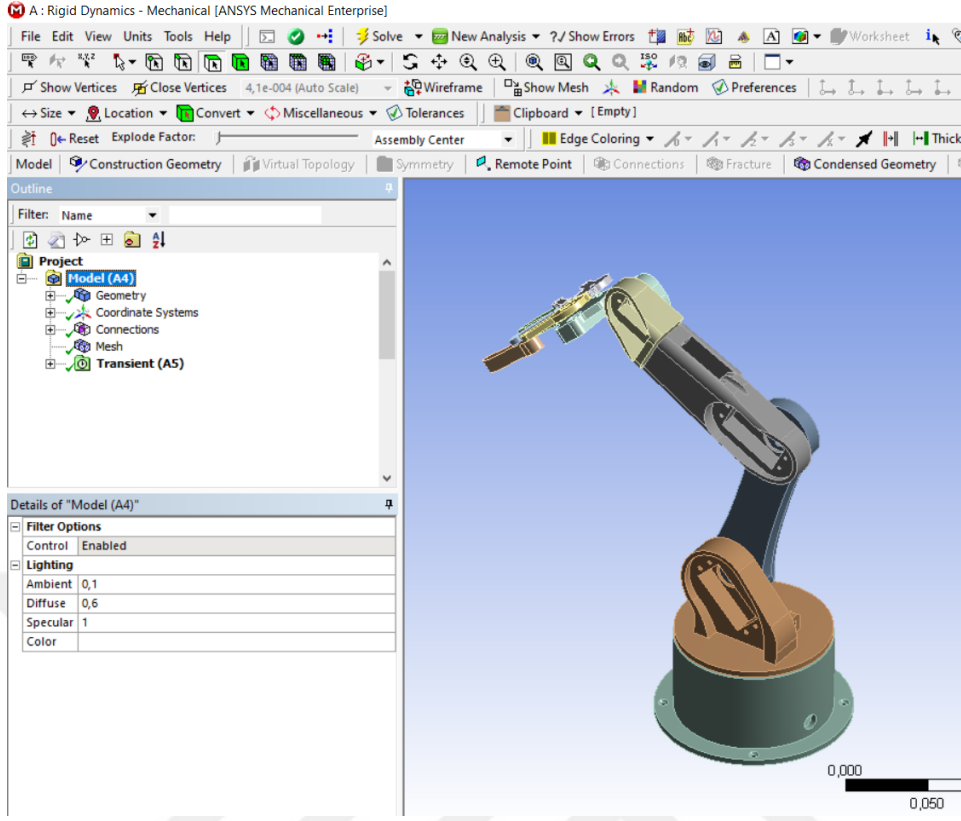 A : Rigid Dynamics - Mechanical [ANSYS Mechanical Enterprise]
File Edit View Units Tools Help Solve New Analysis ?/ Show Errors Worksheet
Show Vertices Close Vertices 4,1e-004 (Auto Scale) Wireframe Show Mesh Random Preferences
Size Location Convert Miscellaneous Tolerances Clipboard [ Empty ]
Reset Explode Factor: Assembly Center Edge Coloring Thick
Model Construction Geometry Virtual Topology Symmetry Remote Point Connections Fracture Condensed Geometry
Outline
Filter: Name
Project
Model (A4)
Geometry
Coordinate Systems
Connections
Mesh
Transient (A5)
Details of "Model (A4)"
Filter Options
Control Enabled
Lighting
Ambient 0,1
Diffuse 0,6
Specular 1
Color
0,000
0,050